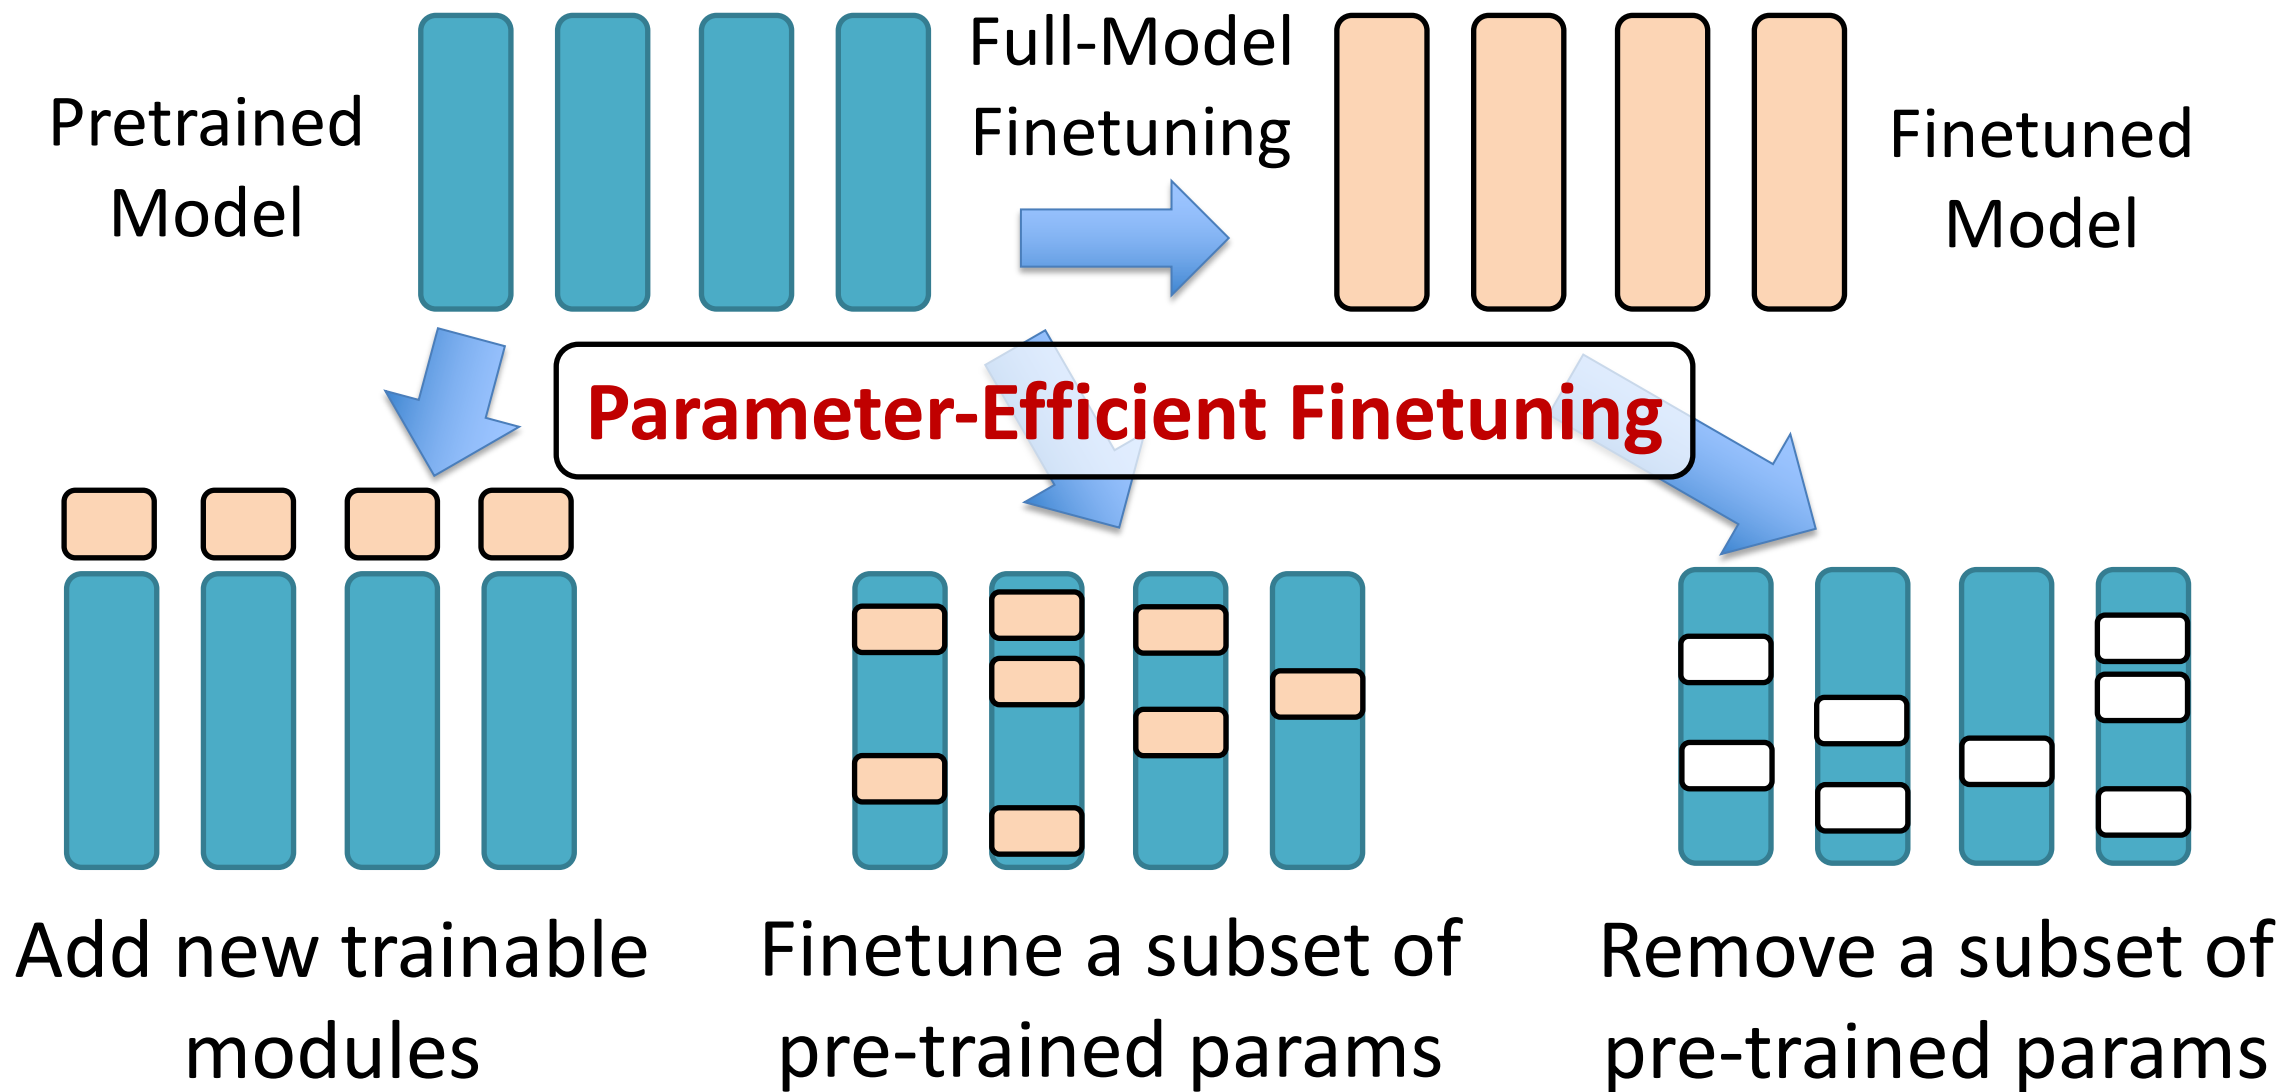 Pretrained
Model
Full-Model
Finetuning
Finetuned
Model
Parameter-Efficient Finetuning
Add new trainable
modules
Finetune a subset of
pre-trained params
Remove a subset of
pre-trained params